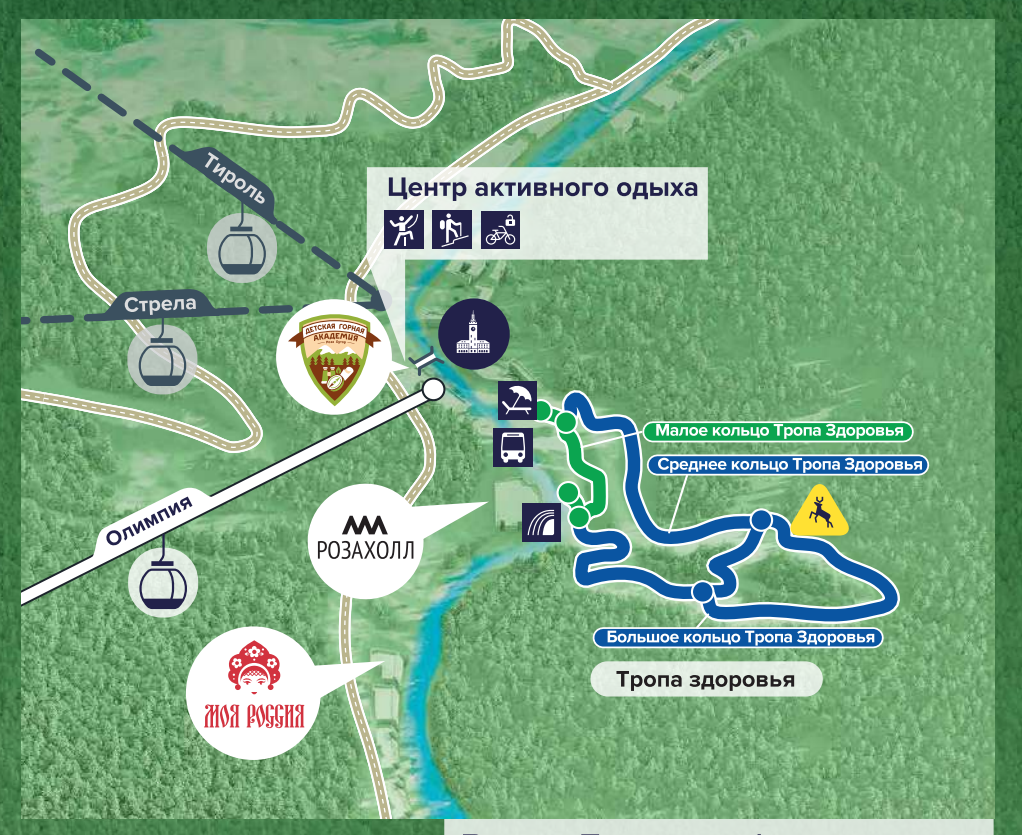 Тироль
Центр активного одыха
Стрела
ДЕТСКАЯ ГОРНАЯ
АКАДЕМИЯ
Малое кольцо Тропа Здоровья
Среднее кольцо Тропа Здоровья
Олимпия
РОЗАХОЛЛ
Большое кольцо Тропа Здоровья
Тропа здоровья
МОЯ РОССИЯ